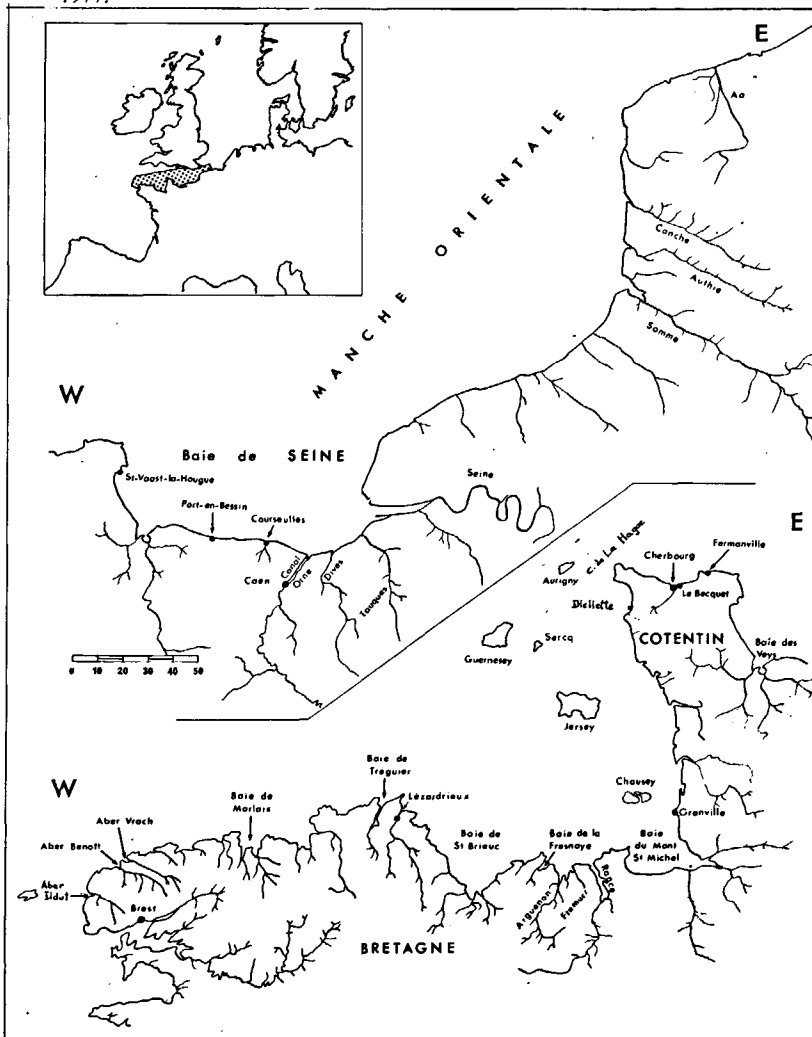 E
Aa
MANCHE ORIENTALE
Canche
Authie
Somme
W
Baie de SEINE
St-Vaast-la-Hougue
Port-en-Bessin
Courseulles
Seine
Caen
Canal
Orne
Dives
Touques
0 10 20 30 40 50
E
C. de La Hague
Fermanville
Cherbourg
Aurigny
Le Becquet
Dielette
COTENTIN
Sercq
Guernesey
Baie des
Veys
Jersey
W
Baie de
Tréguier
Lézardrieux
Chausey
Granville
Baie de
Morlaix
Aber Vrach
Aber Benoît
Baie de
St Brieuc
Baie de la
Fresnaye
Baie
du Mont
St Michel
Aber
Ildut
Brest
Arguenon
Fremur
Rance
BRETAGNE